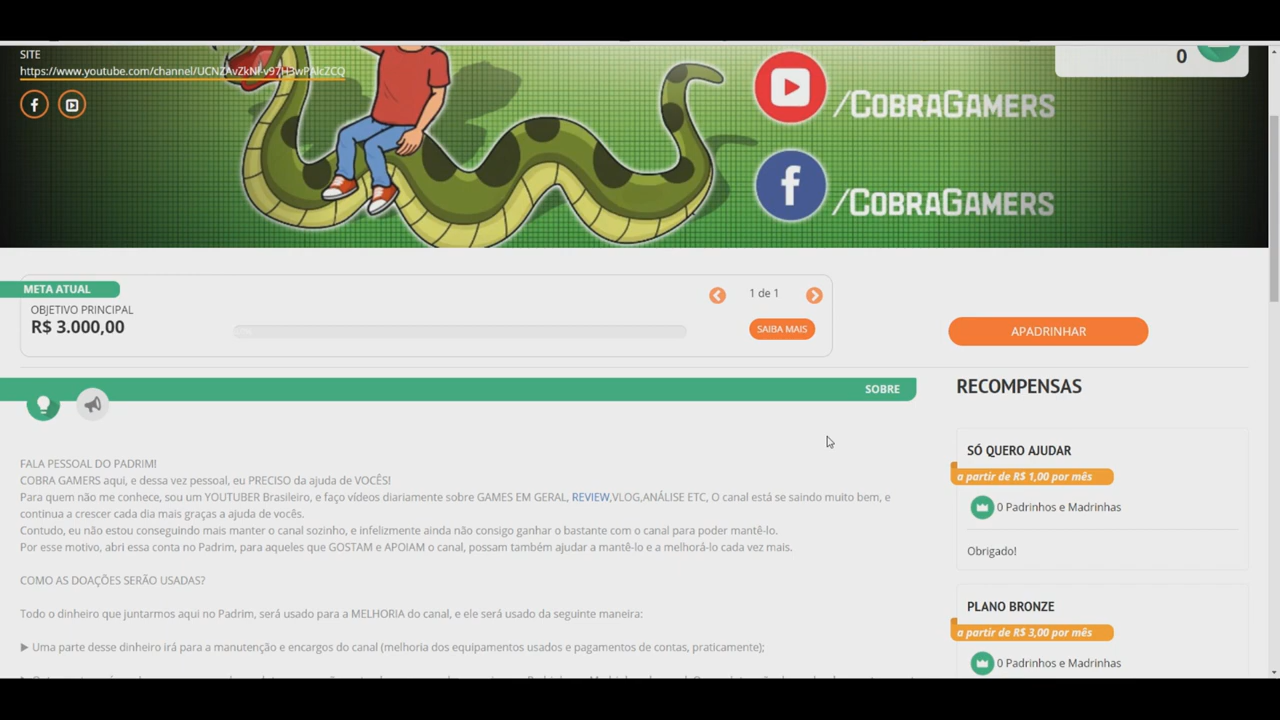 SITE
0
/COBRAGAMERS
/COBRAGAMERS
META ATUAL
OBJETIVO PRINCIPAL
R$ 3.000,00
1 de 1
SAIBA MAIS
APADRINHAR
SOBRE
FALA PESSOAL DO PADRIM!
COBRA GAMERS aqui, e dessa vez pessoal, eu PRECISO da ajuda de VOCÊS!
Para quem não me conhece, sou um YOUTUBER Brasileiro, e faço vídeos diariamente sobre GAMES EM GERAL, REVIEW,VLOG,ANÁLISE ETC, O canal está se saindo muito bem, e
continua a crescer cada dia mais graças a ajuda de vocês.
Contudo, eu não estou conseguindo mais manter o canal sozinho, e infelizmente ainda não consigo ganhar o bastante com o canal para poder mantê-lo.
Por esse motivo, abri essa conta no Padrim, para aqueles que GOSTAM e APOIAM o canal, possam também ajudar a mantê-lo e a melhorá-lo cada vez mais.
COMO AS DOAÇÕES SERÃO USADAS?
Todo o dinheiro que juntarmos aqui no Padrim, será usado para a MELHORIA do canal, e ele será usado da seguinte maneira:
▶ Uma parte desse dinheiro irá para a manutenção e encargos do canal (melhoria dos equipamentos usados e pagamentos de contas, praticamente);
RECOMPENSAS
SÓ QUERO AJUDAR
a partir de R$ 1,00 por mês
0 Padrinhos e Madrinhas
Obrigado!
PLANO BRONZE
a partir de R$ 3,00 por mês
0 Padrinhos e Madrinhas